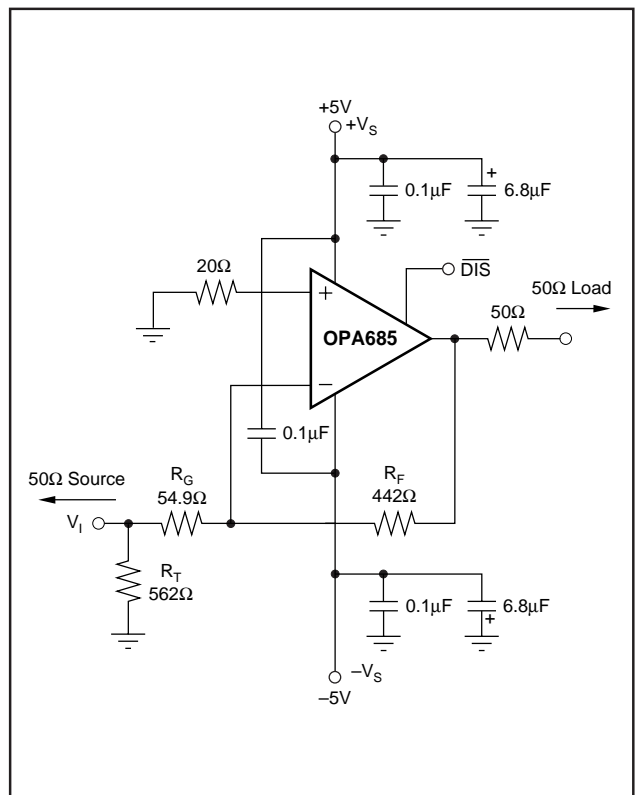 +5V
+V_S
0.1μF
6.8μF
+
20Ω
DIS
50Ω Load
+
OPA685
50Ω
−
0.1μF
50Ω Source
R_G
54.9Ω
R_F
442Ω
V_I
R_T
562Ω
0.1μF
6.8μF
+
−V_S
−5V